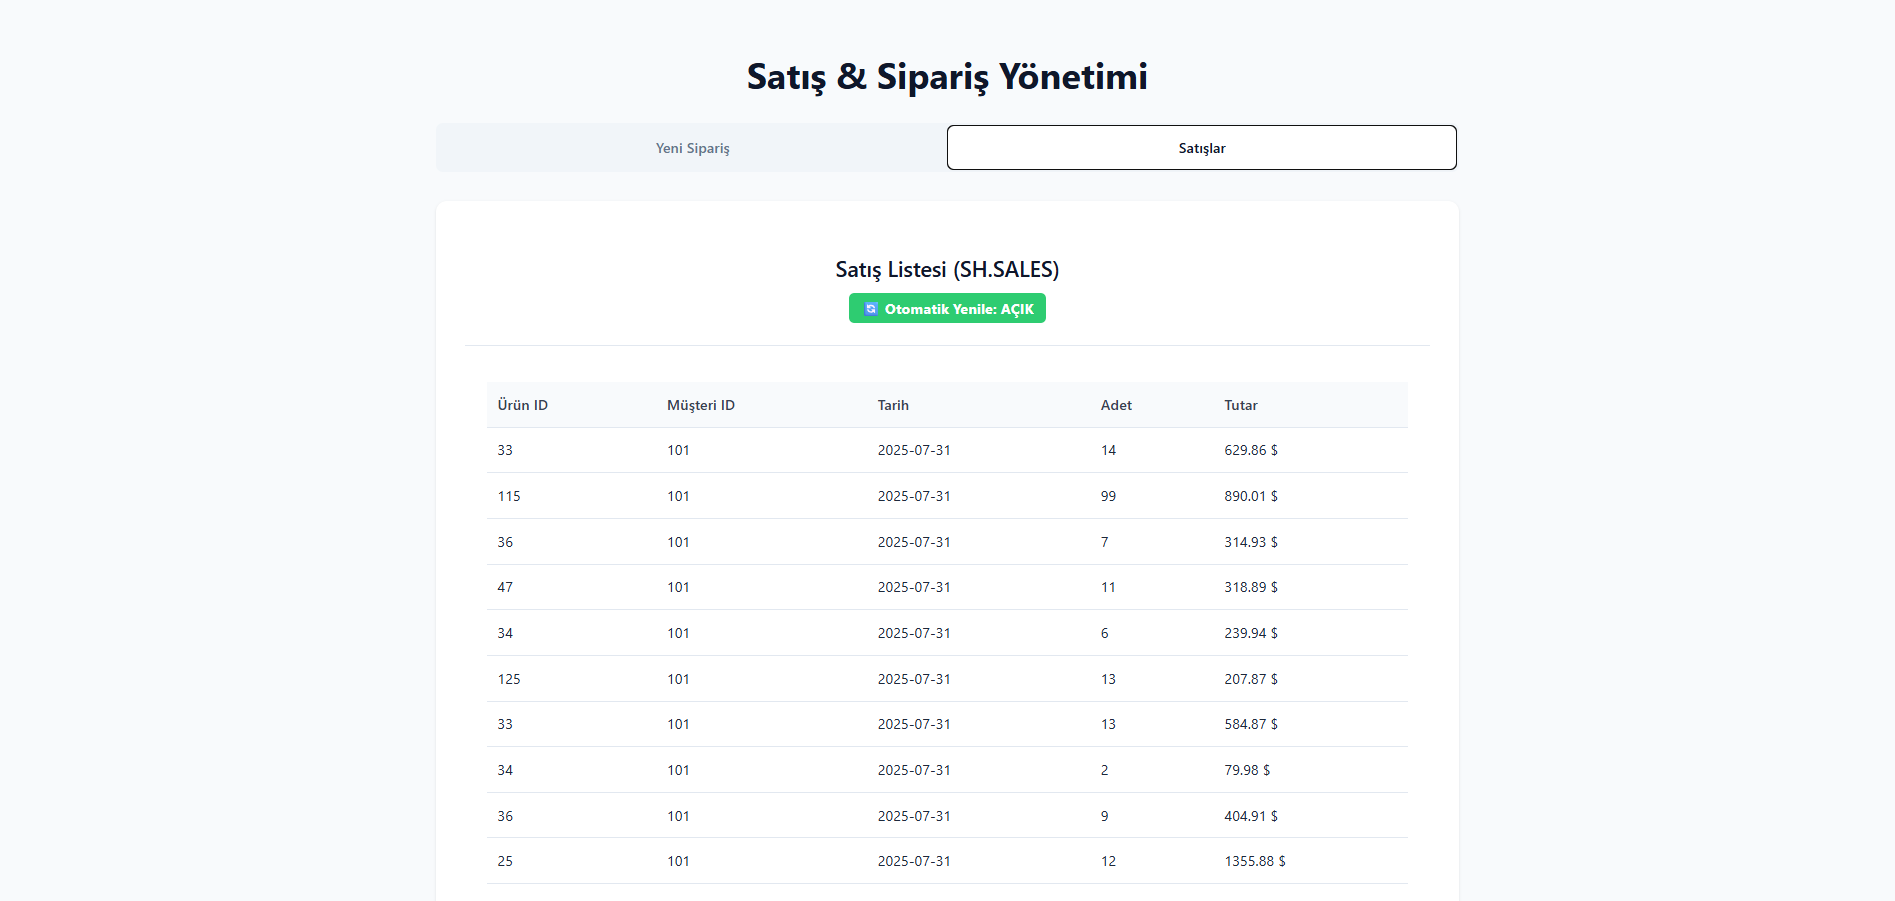 Satış & Sipariş Yönetimi
Yeni Sipariş Satışlar
Satış Listesi (SH.SALES)
Otomatik Yenile: AÇIK
Ürün ID Müşteri ID Tarih Adet Tutar
33 101 2025-07-31 14 629.86 $
115 101 2025-07-31 99 890.01 $
36 101 2025-07-31 7 314.93 $
47 101 2025-07-31 11 318.89 $
34 101 2025-07-31 6 239.94 $
125 101 2025-07-31 13 207.87 $
33 101 2025-07-31 13 584.87 $
34 101 2025-07-31 2 79.98 $
36 101 2025-07-31 9 404.91 $
25 101 2025-07-31 12 1355.88 $